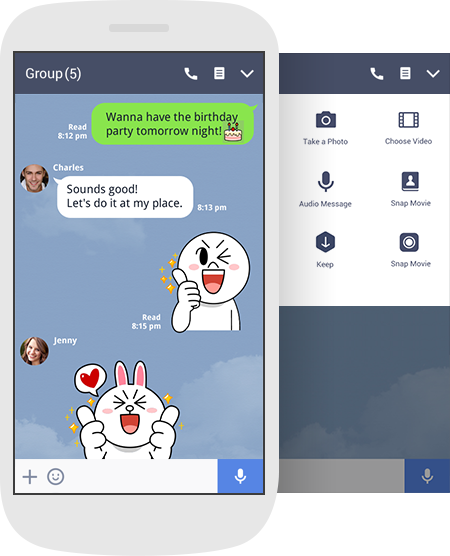 Group (5)
Wanna have the birthday
party tomorrow night!
Read
8:12 pm
Charles
Sounds good!
Let's do it at my place.
8:13 pm
Read
8:15 pm
Jenny
Take a Photo
Choose Video
Audio Message
Snap Movie
Keep
Snap Movie